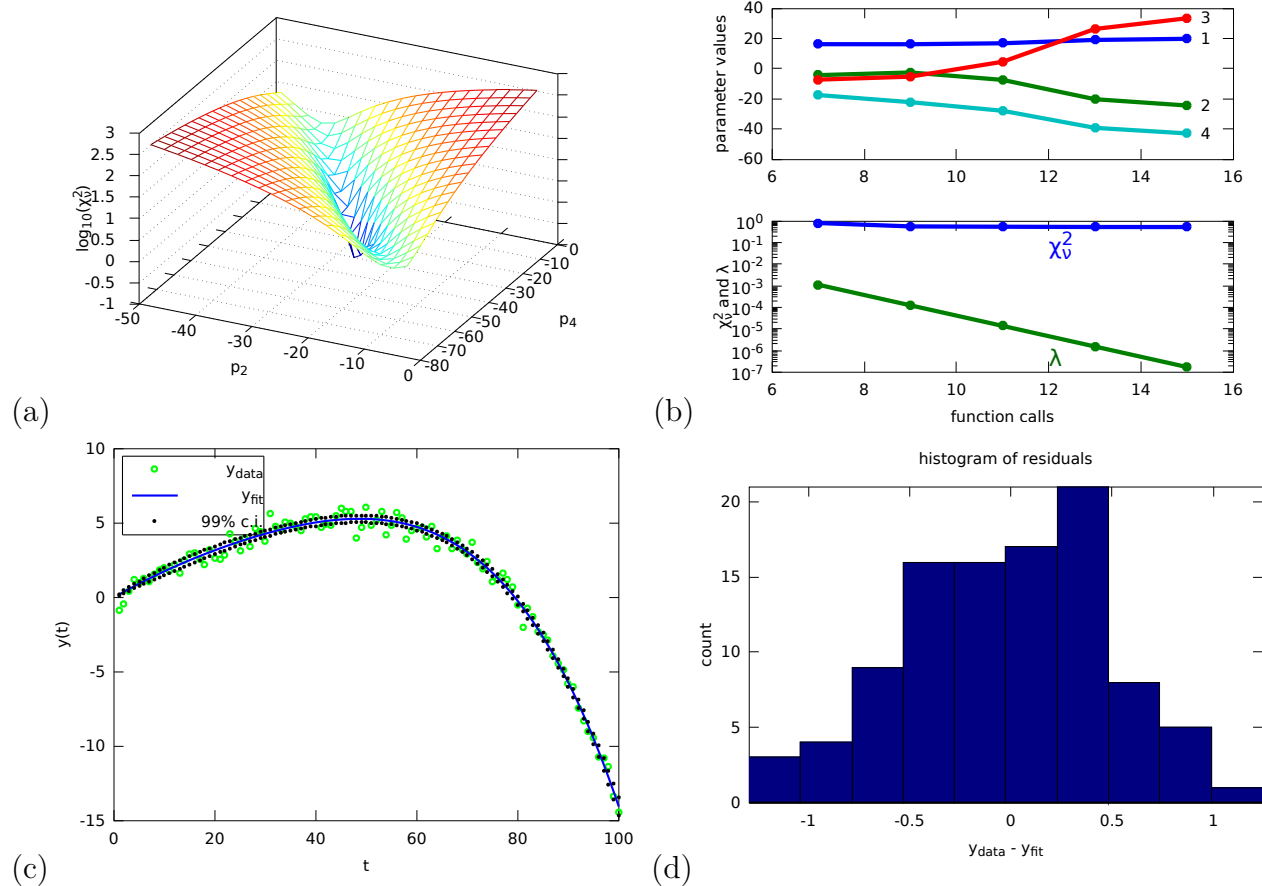 log10(χ²ν)
3
2.5
2
1.5
1
0.5
0
-0.5
-1
-50
-40
-30
-20
-10
0
p2
0
-10
-20
-30
-40
-50
-60
-70
-80
p4
(a)
parameter values
40
20
0
-20
-40
-60
3
1
2
4
6 8 10 12 14 16
χ²ν and λ
10^0
10^-1
10^-2
10^-3
10^-4
10^-5
10^-6
10^-7
χ²ν
λ
6 8 10 12 14 16
function calls
(b)
y(t)
10
5
0
-5
-10
-15
ydata
yfit
99% c.i.
0 20 40 60 80 100
t
(c)
histogram of residuals
count
20
15
10
5
0
-1 -0.5 0 0.5 1
ydata - yfit
(d)